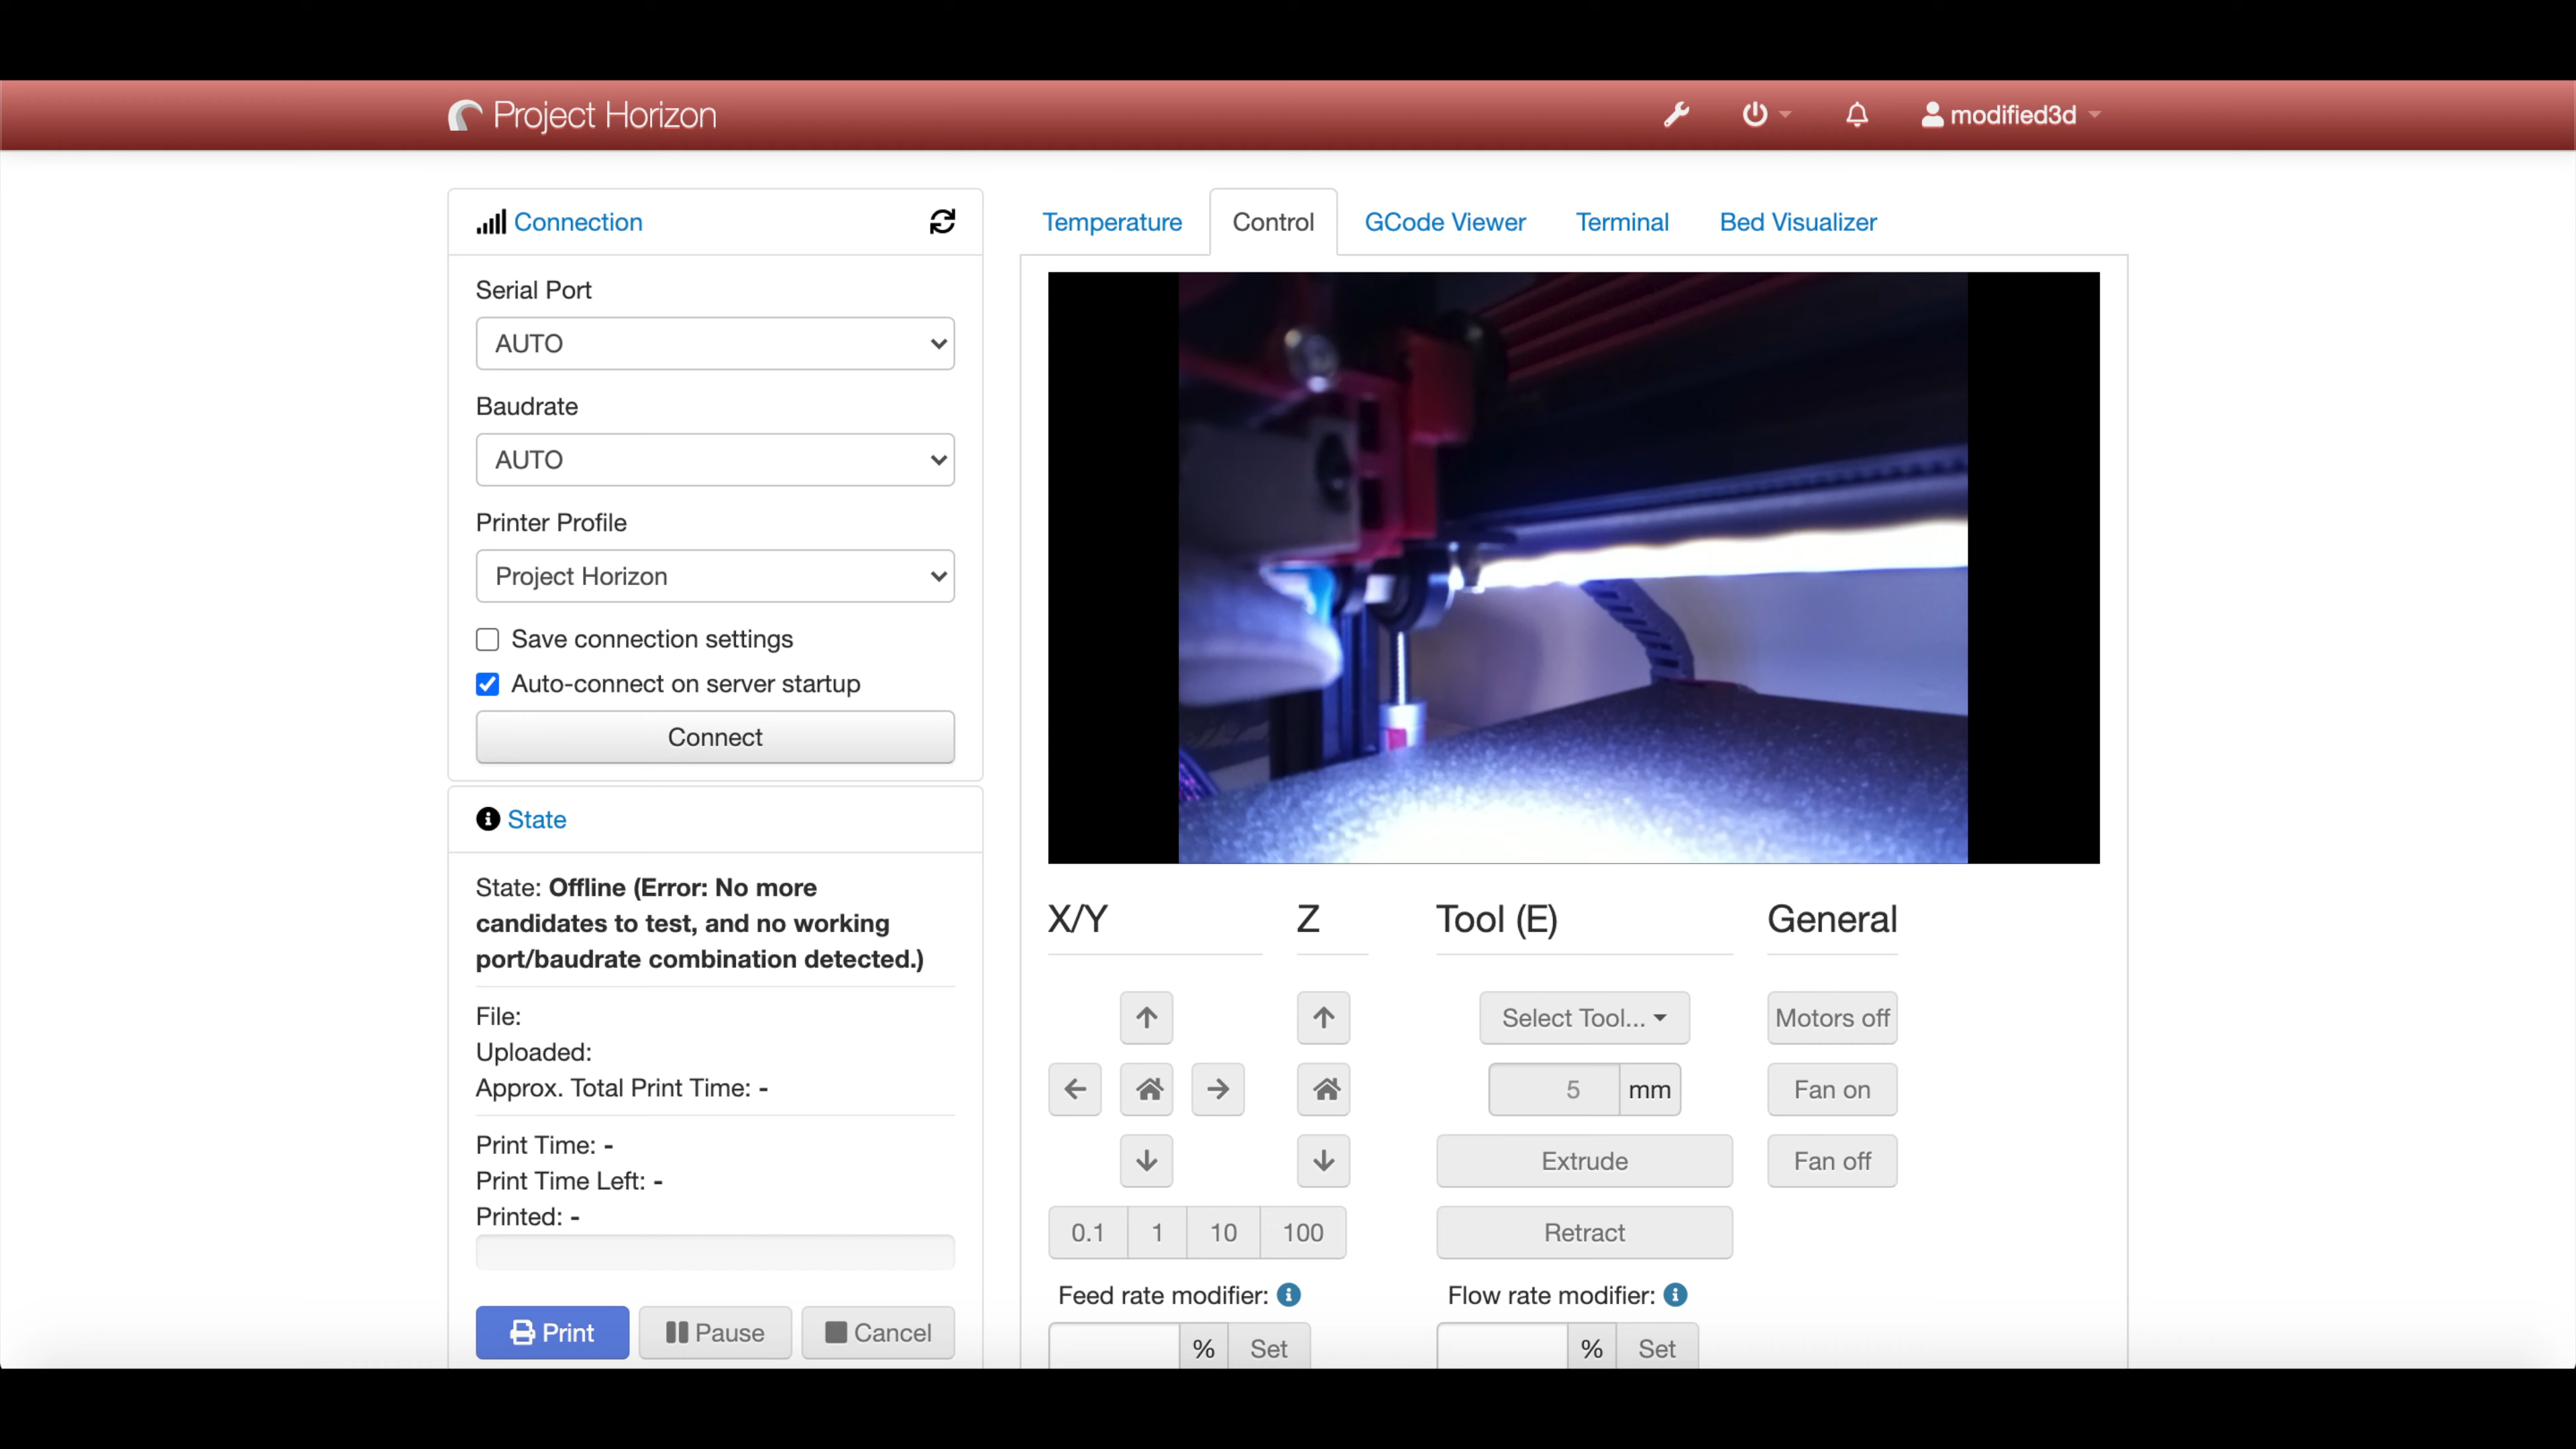 Project Horizon
modified3d
Connection
Serial Port
AUTO
Baudrate
AUTO
Printer Profile
Project Horizon
Save connection settings
Auto-connect on server startup
Connect
State
State: Offline (Error: No more
candidates to test, and no working
port/baudrate combination detected.)
File:
Uploaded:
Approx. Total Print Time: -
Print Time: -
Print Time Left: -
Printed: -
Print
Pause
Cancel
Temperature
Control
GCode Viewer
Terminal
Bed Visualizer
X/Y
Z
Tool (E)
General
Select Tool...
Motors off
5
mm
Fan on
Extrude
Fan off
0.1
1
10
100
Retract
Feed rate modifier:
Flow rate modifier:
%
Set
%
Set